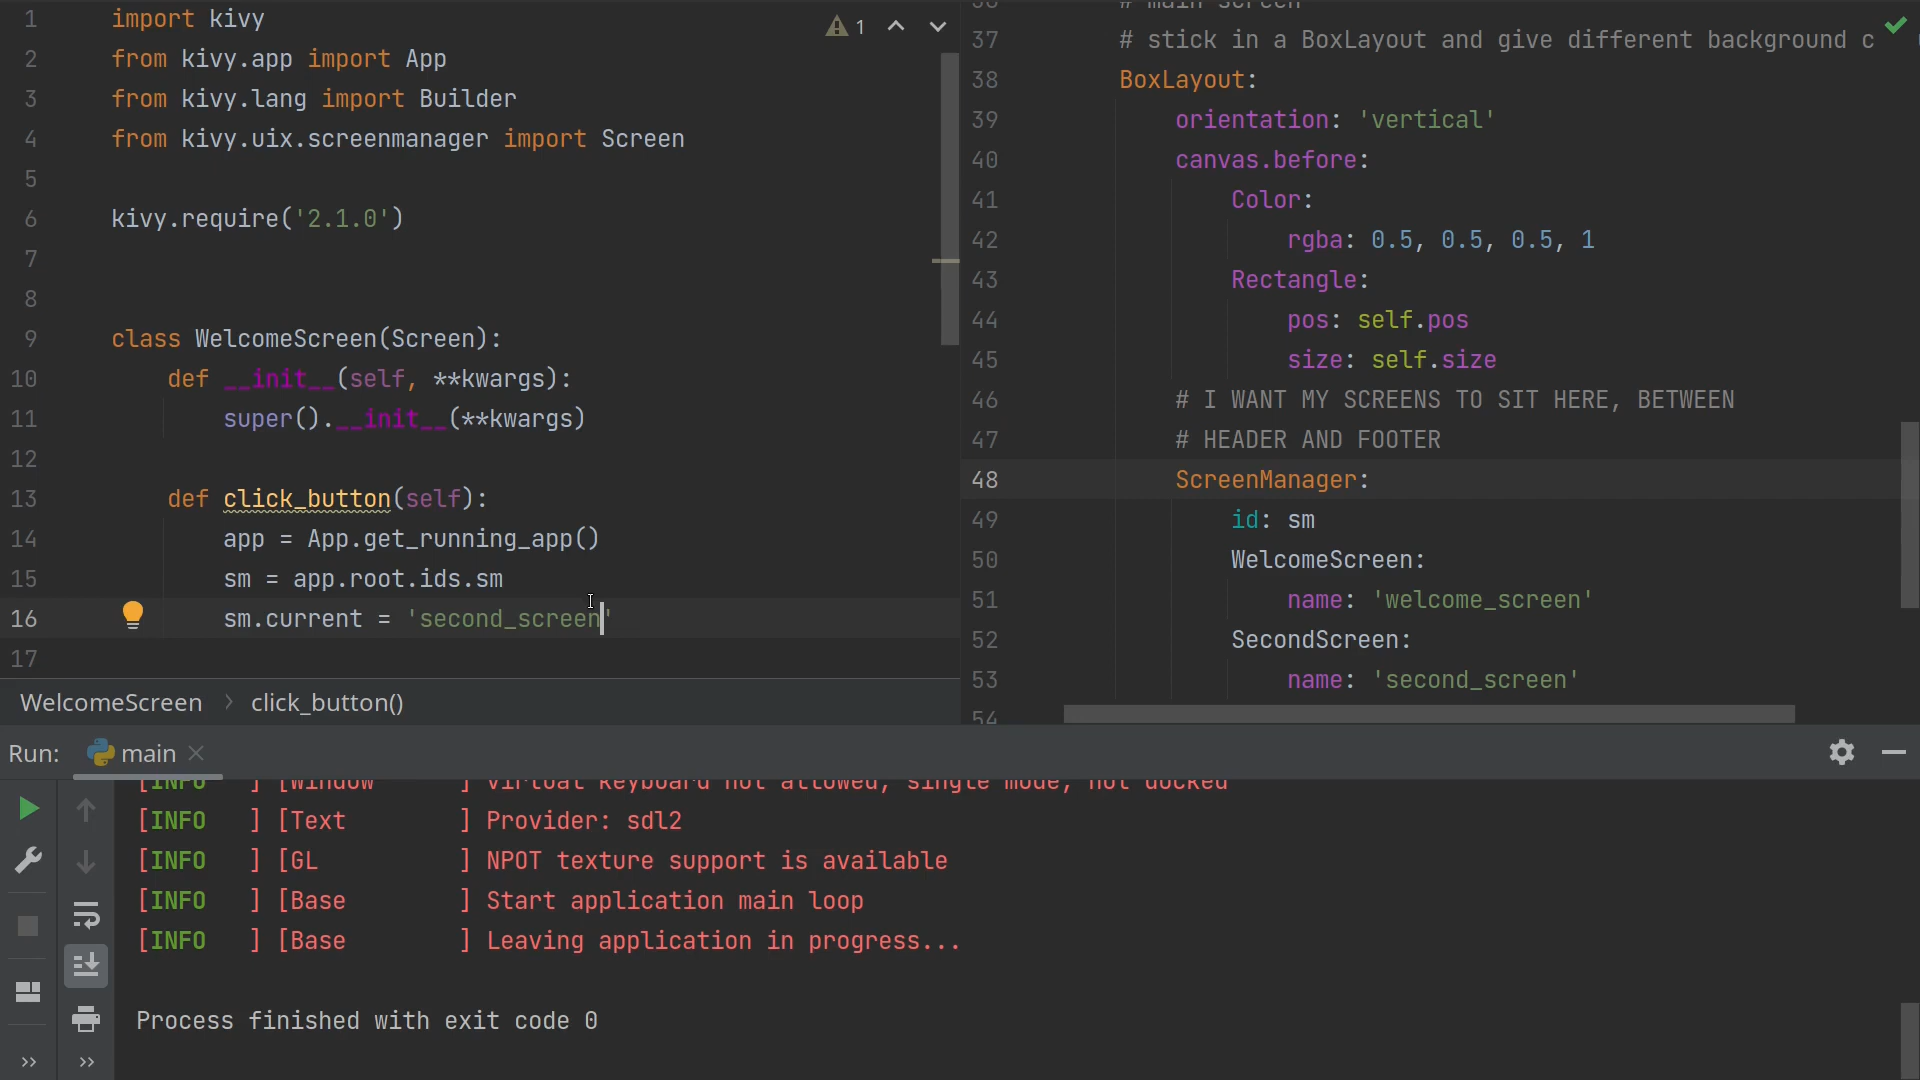 1 import kivy
2 from kivy.app import App
3 from kivy.lang import Builder
4 from kivy.uix.screenmanager import Screen
5
6 kivy.require('2.1.0')
7
8
9 class WelcomeScreen(Screen):
10 def __init__(self, **kwargs):
11 super().__init__(**kwargs)
12
13 def click_button(self):
14 app = App.get_running_app()
15 sm = app.root.ids.sm
16 sm.current = 'second_screen'
17
1
WelcomeScreen > click_button()
36 # main screen
37 # stick in a BoxLayout and give different background c
38 BoxLayout:
39 orientation: 'vertical'
40 canvas.before:
41 Color:
42 rgba: 0.5, 0.5, 0.5, 1
43 Rectangle:
44 pos: self.pos
45 size: self.size
46 # I WANT MY SCREENS TO SIT HERE, BETWEEN
47 # HEADER AND FOOTER
48 ScreenManager:
49 id: sm
50 WelcomeScreen:
51 name: 'welcome_screen'
52 SecondScreen:
53 name: 'second_screen'
54
Run: main
[INFO ] [Window ] Virtual keyboard not allowed, single mode, not docked
[INFO ] [Text ] Provider: sdl2
[INFO ] [GL ] NPOT texture support is available
[INFO ] [Base ] Start application main loop
[INFO ] [Base ] Leaving application in progress...
Process finished with exit code 0